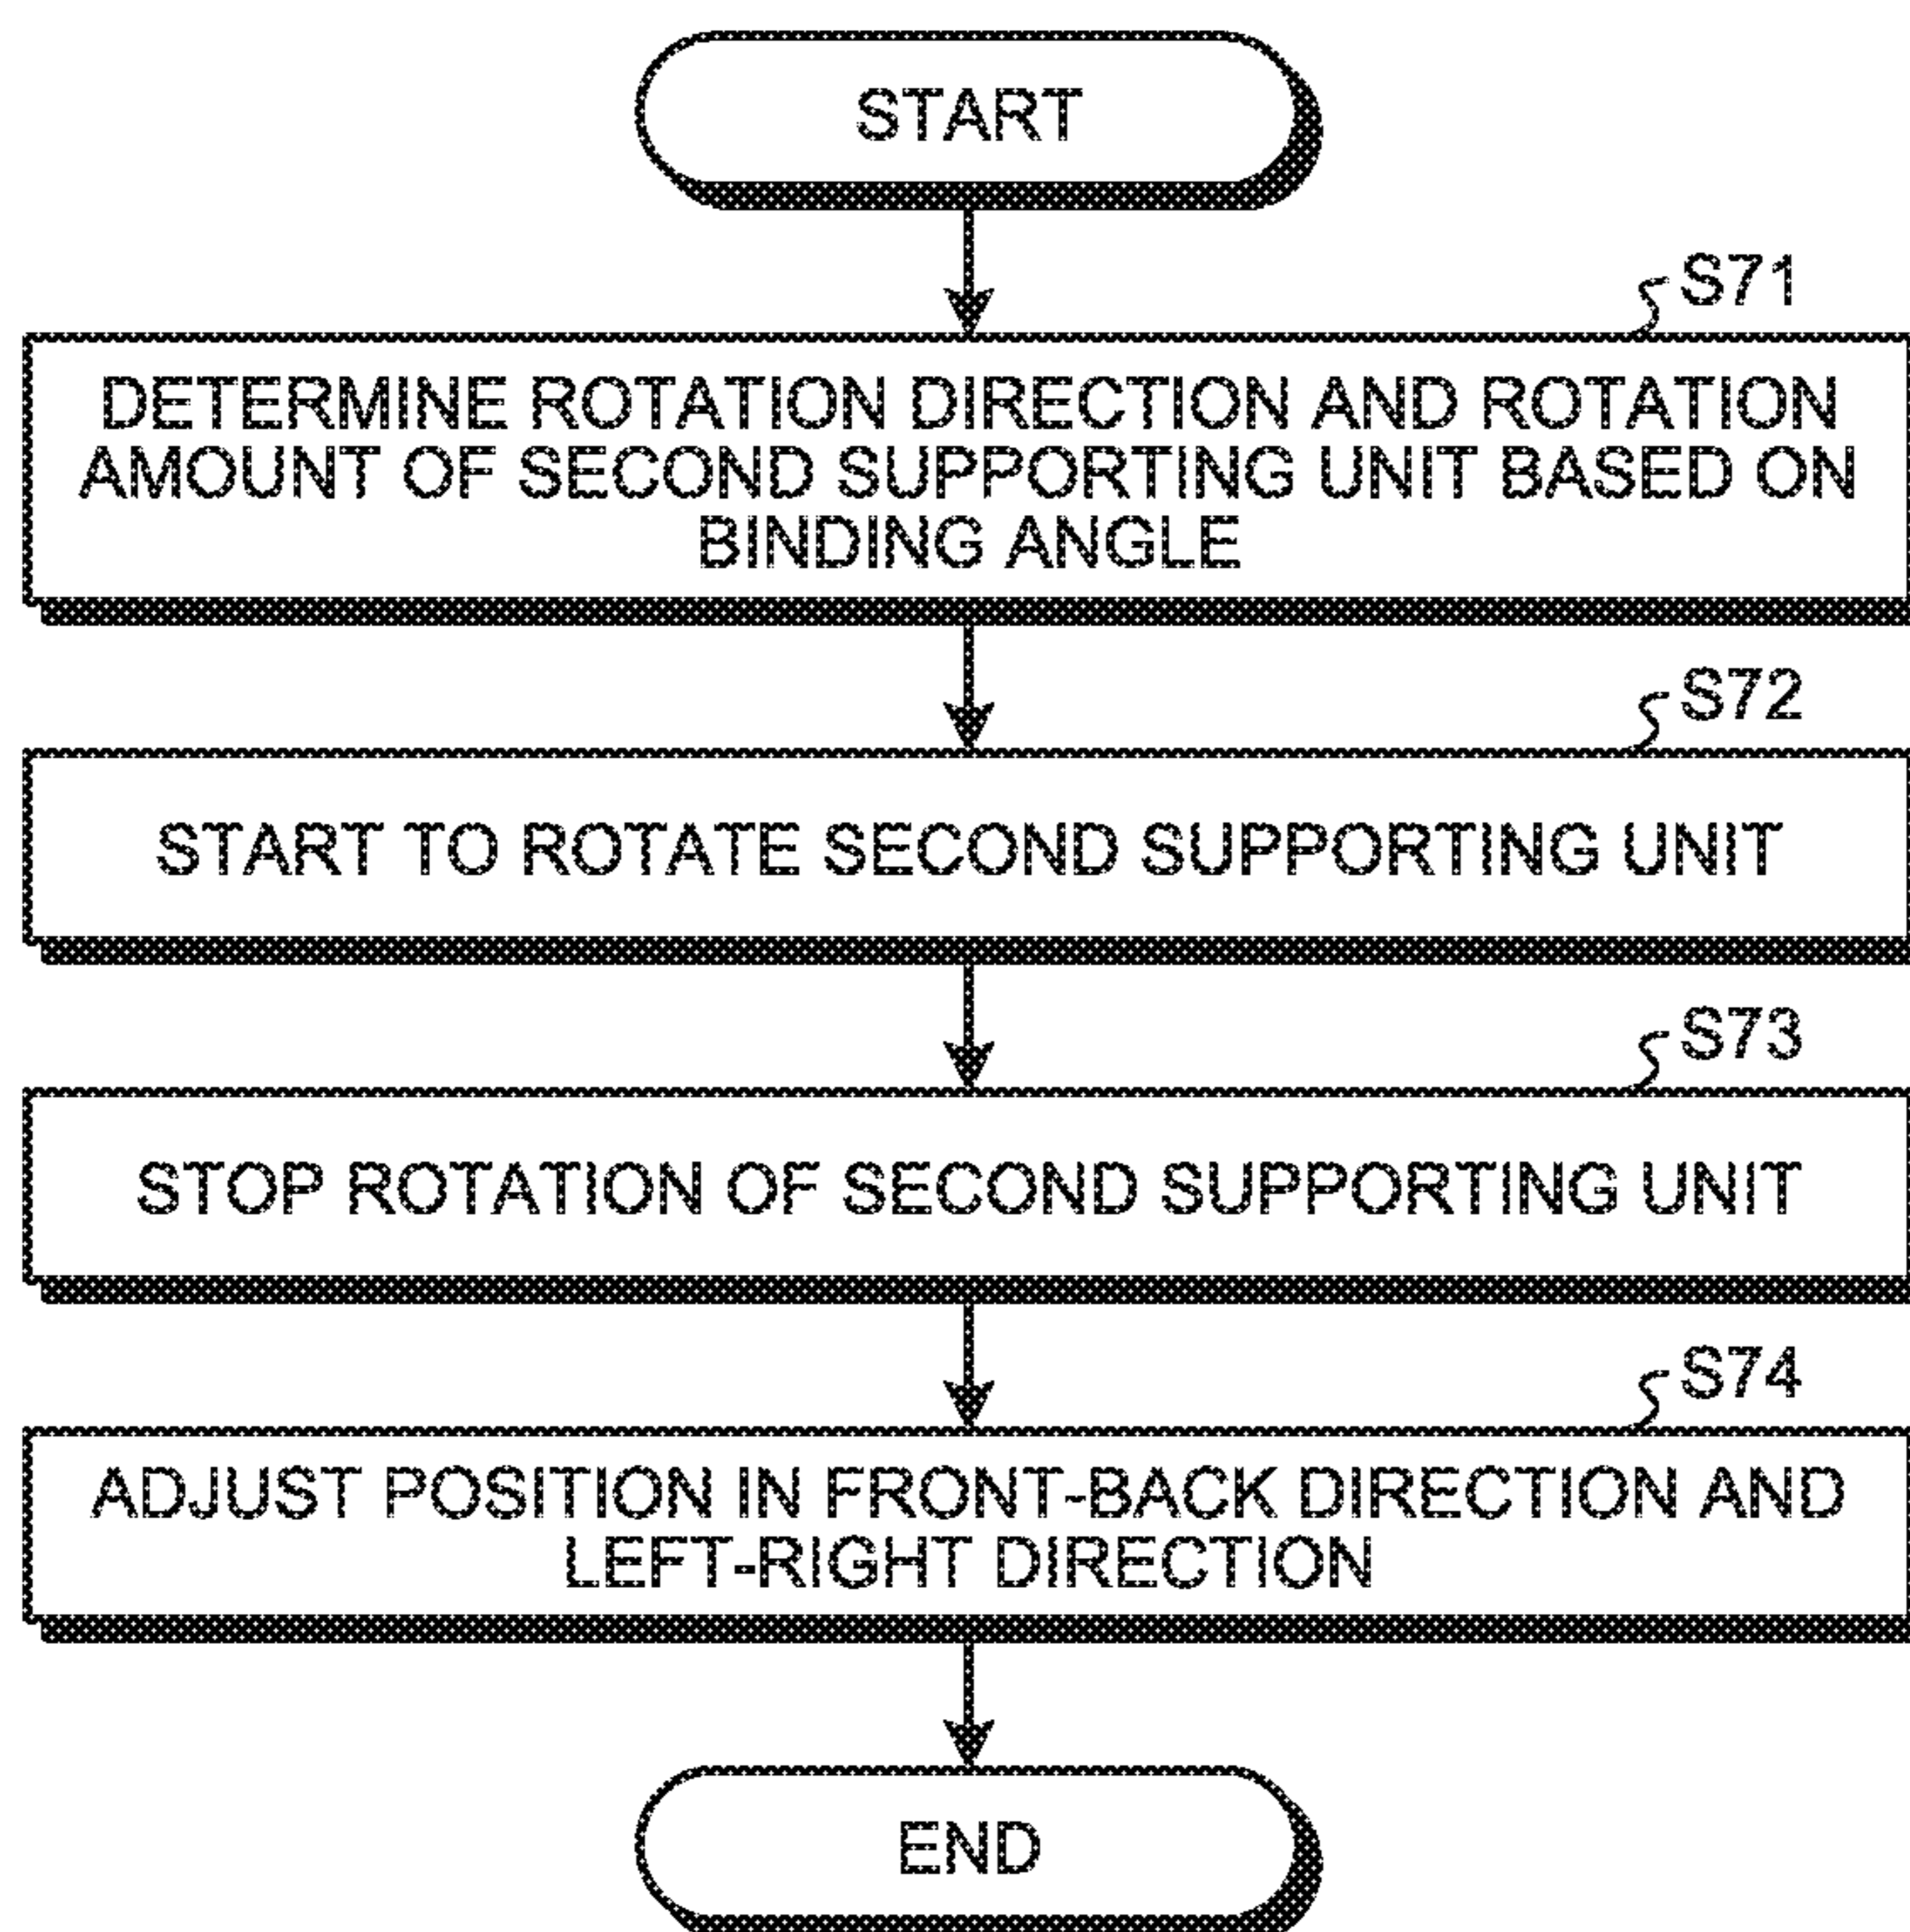 START
S71
DETERMINE ROTATION DIRECTION AND ROTATION
AMOUNT OF SECOND SUPPORTING UNIT BASED ON
BINDING ANGLE
S72
START TO ROTATE SECOND SUPPORTING UNIT
S73
STOP ROTATION OF SECOND SUPPORTING UNIT
S74
ADJUST POSITION IN FRONT-BACK DIRECTION AND
LEFT-RIGHT DIRECTION
END